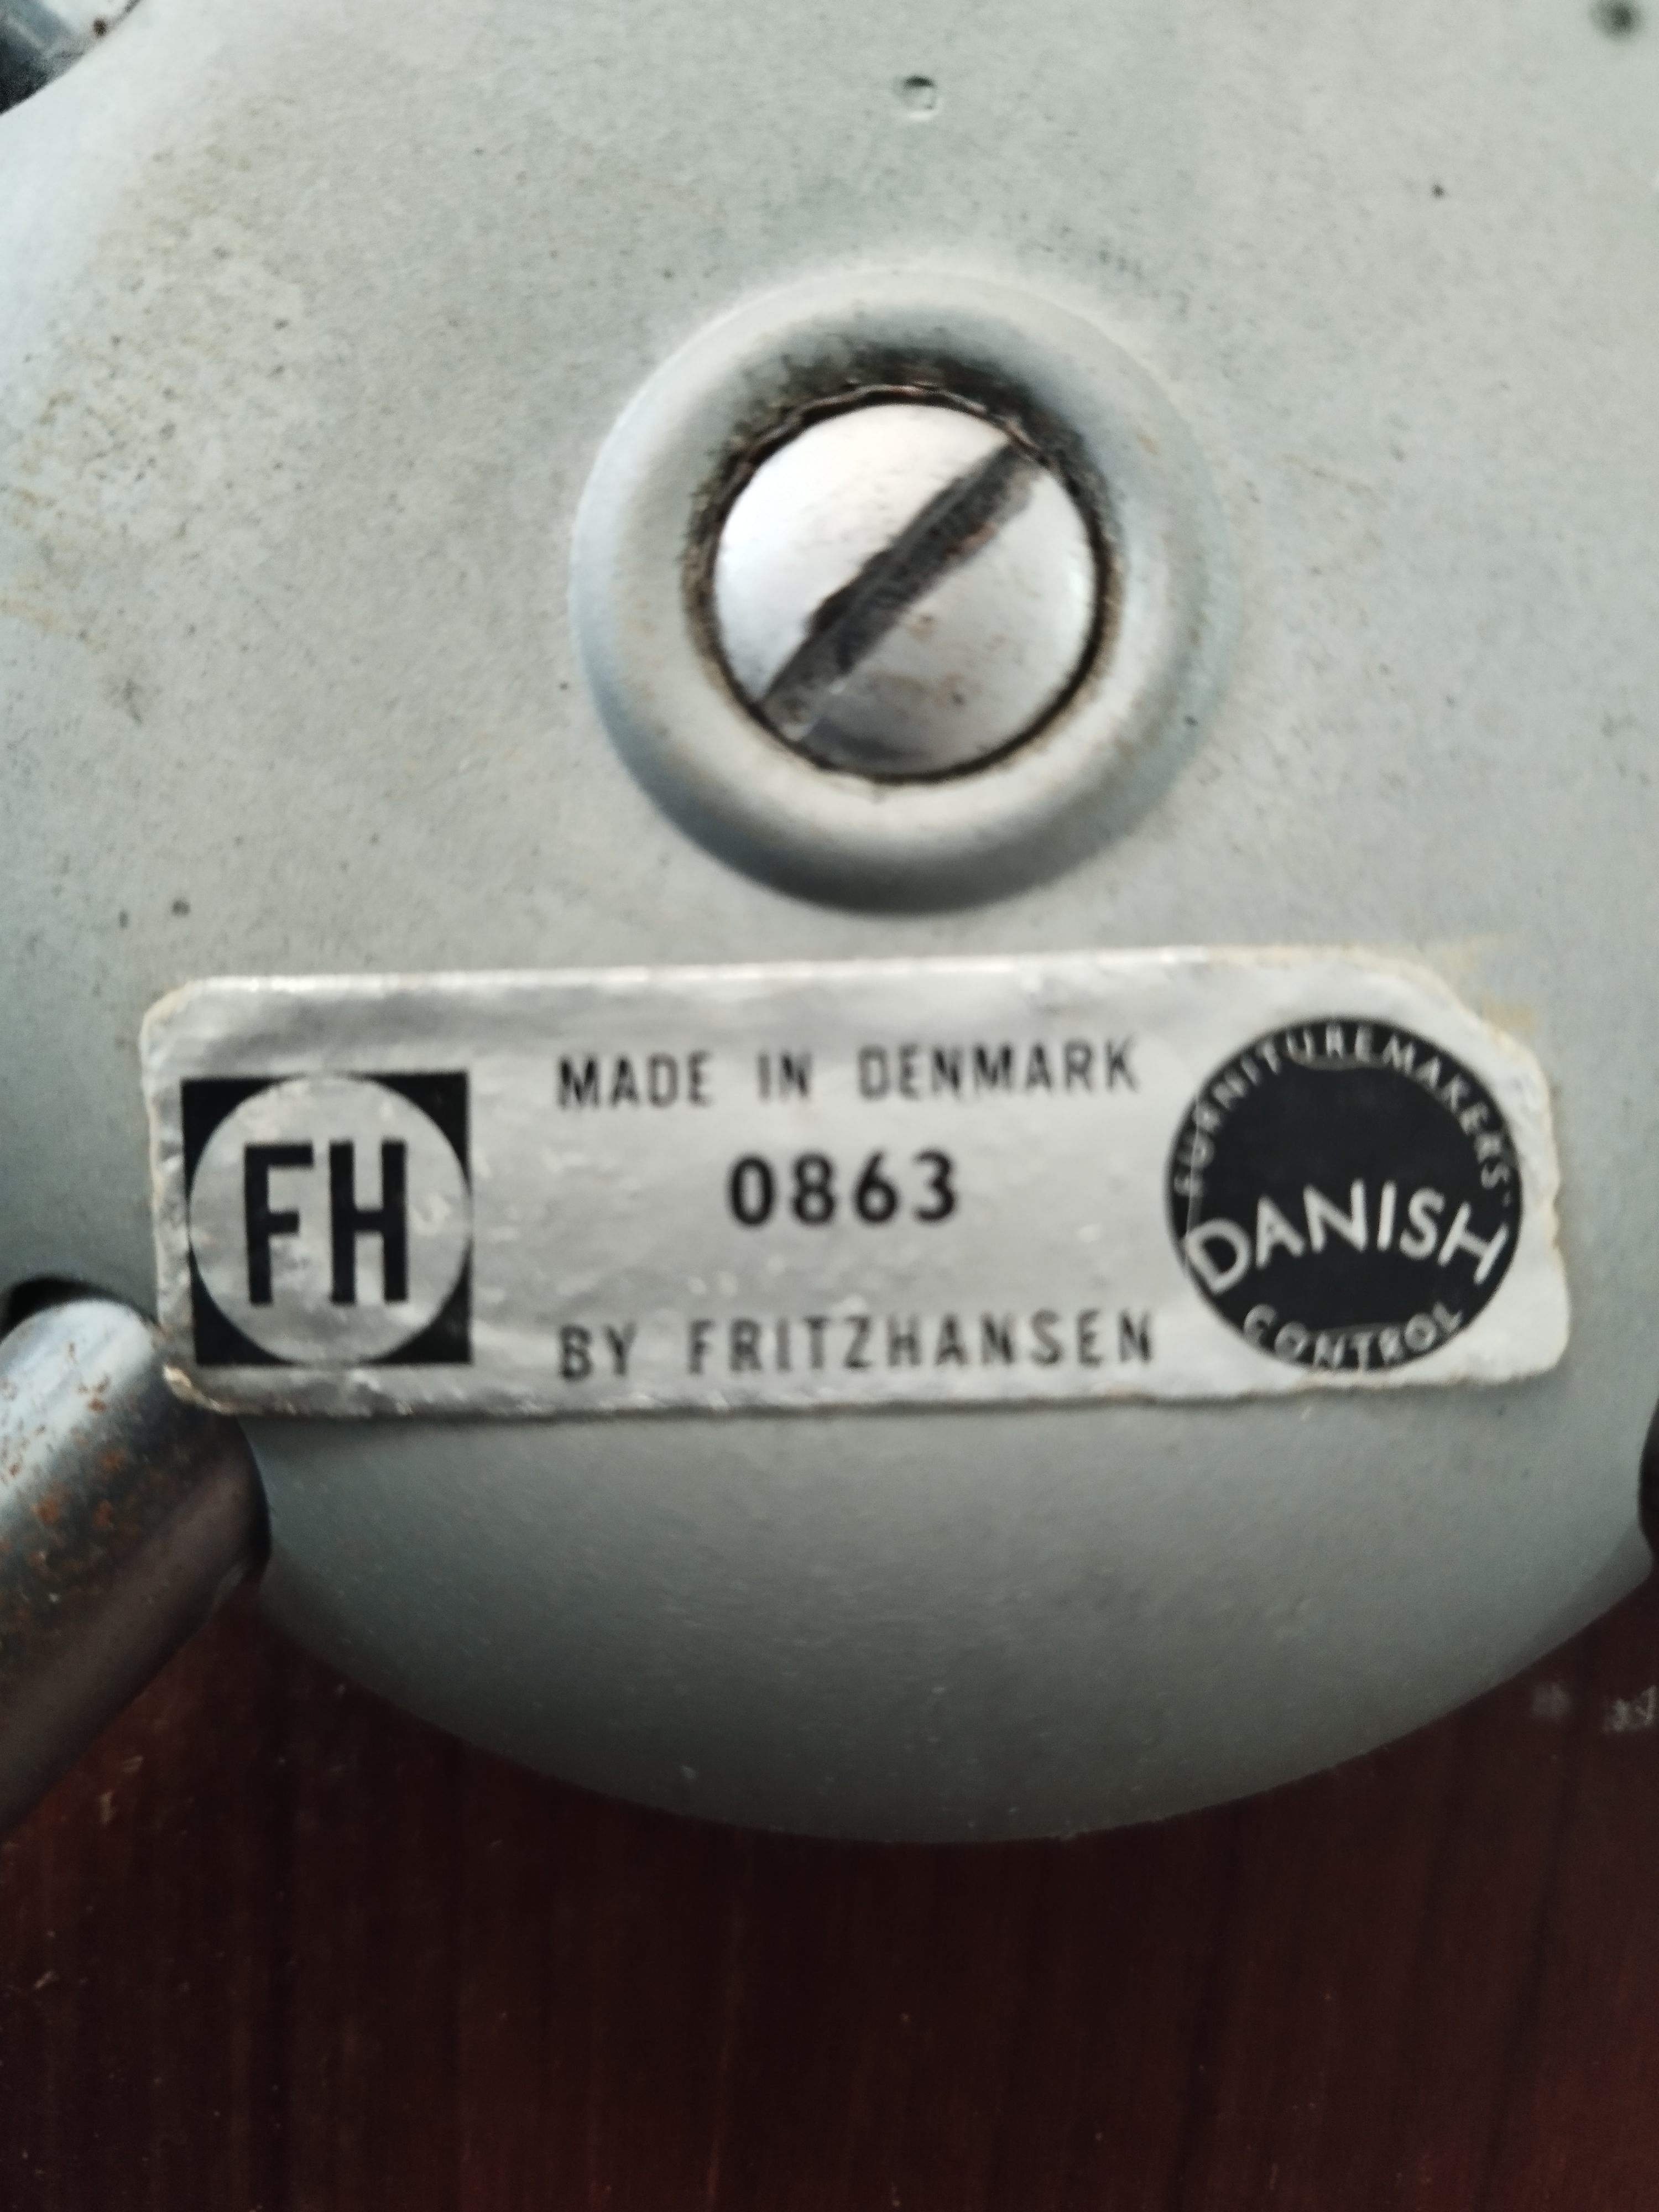 FH
MADE IN DENMARK
0863
BY FRITZHANSEN
FURNITUREMAKERS'
DANISH
CONTROL